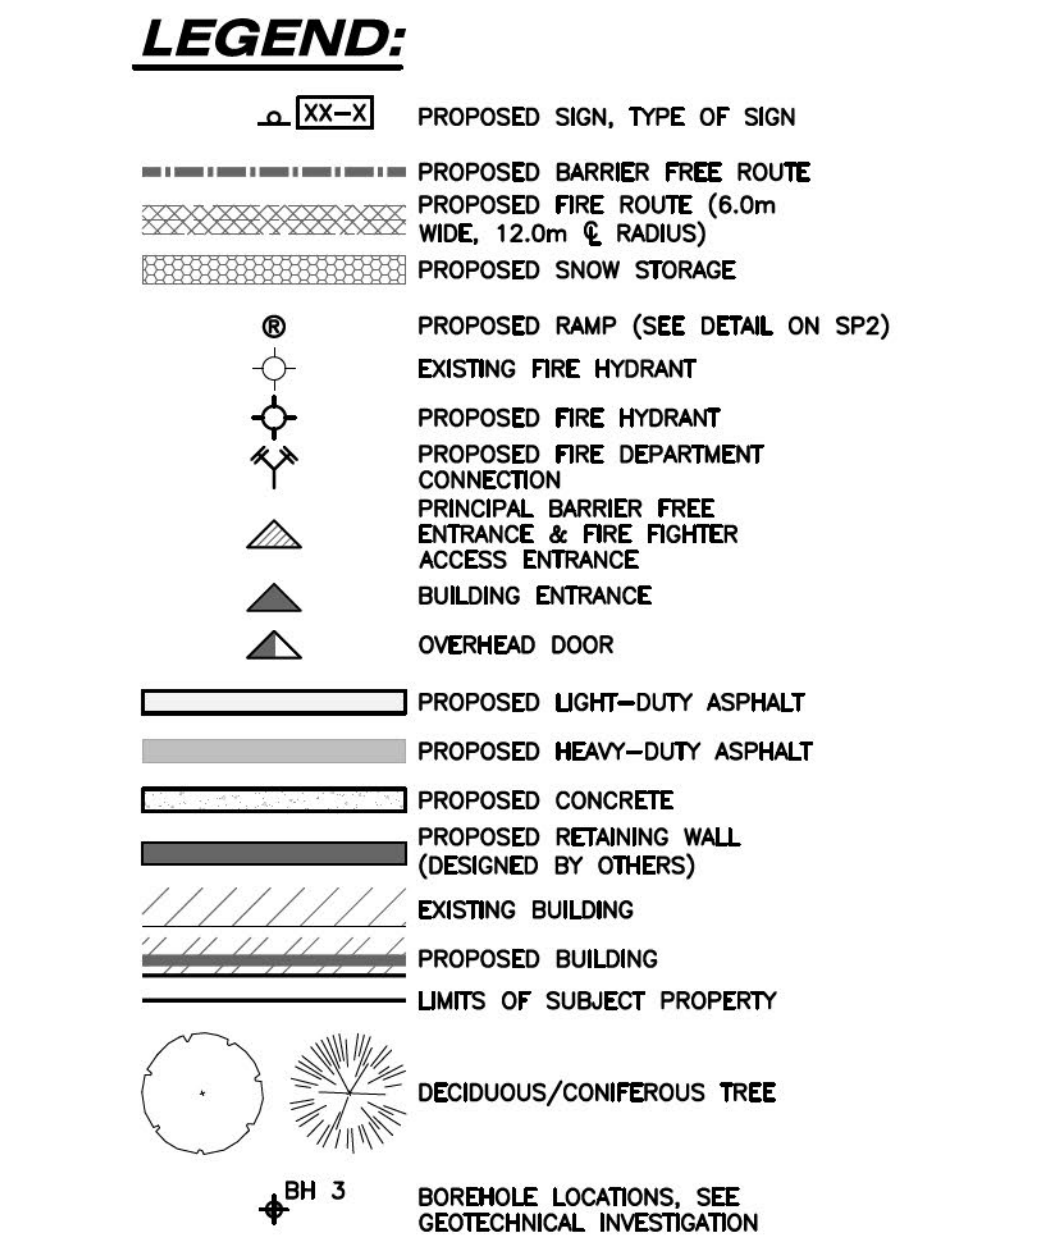 LEGEND:
XX-X PROPOSED SIGN, TYPE OF SIGN
PROPOSED BARRIER FREE ROUTE
PROPOSED FIRE ROUTE (6.0m
WIDE, 12.0m ℄ RADIUS)
PROPOSED SNOW STORAGE
® PROPOSED RAMP (SEE DETAIL ON SP2)
EXISTING FIRE HYDRANT
PROPOSED FIRE HYDRANT
PROPOSED FIRE DEPARTMENT
CONNECTION
PRINCIPAL BARRIER FREE
ENTRANCE & FIRE FIGHTER
ACCESS ENTRANCE
BUILDING ENTRANCE
OVERHEAD DOOR
PROPOSED LIGHT-DUTY ASPHALT
PROPOSED HEAVY-DUTY ASPHALT
PROPOSED CONCRETE
PROPOSED RETAINING WALL
(DESIGNED BY OTHERS)
EXISTING BUILDING
PROPOSED BUILDING
LIMITS OF SUBJECT PROPERTY
DECIDUOUS/CONIFEROUS TREE
BH 3
BOREHOLE LOCATIONS, SEE
GEOTECHNICAL INVESTIGATION